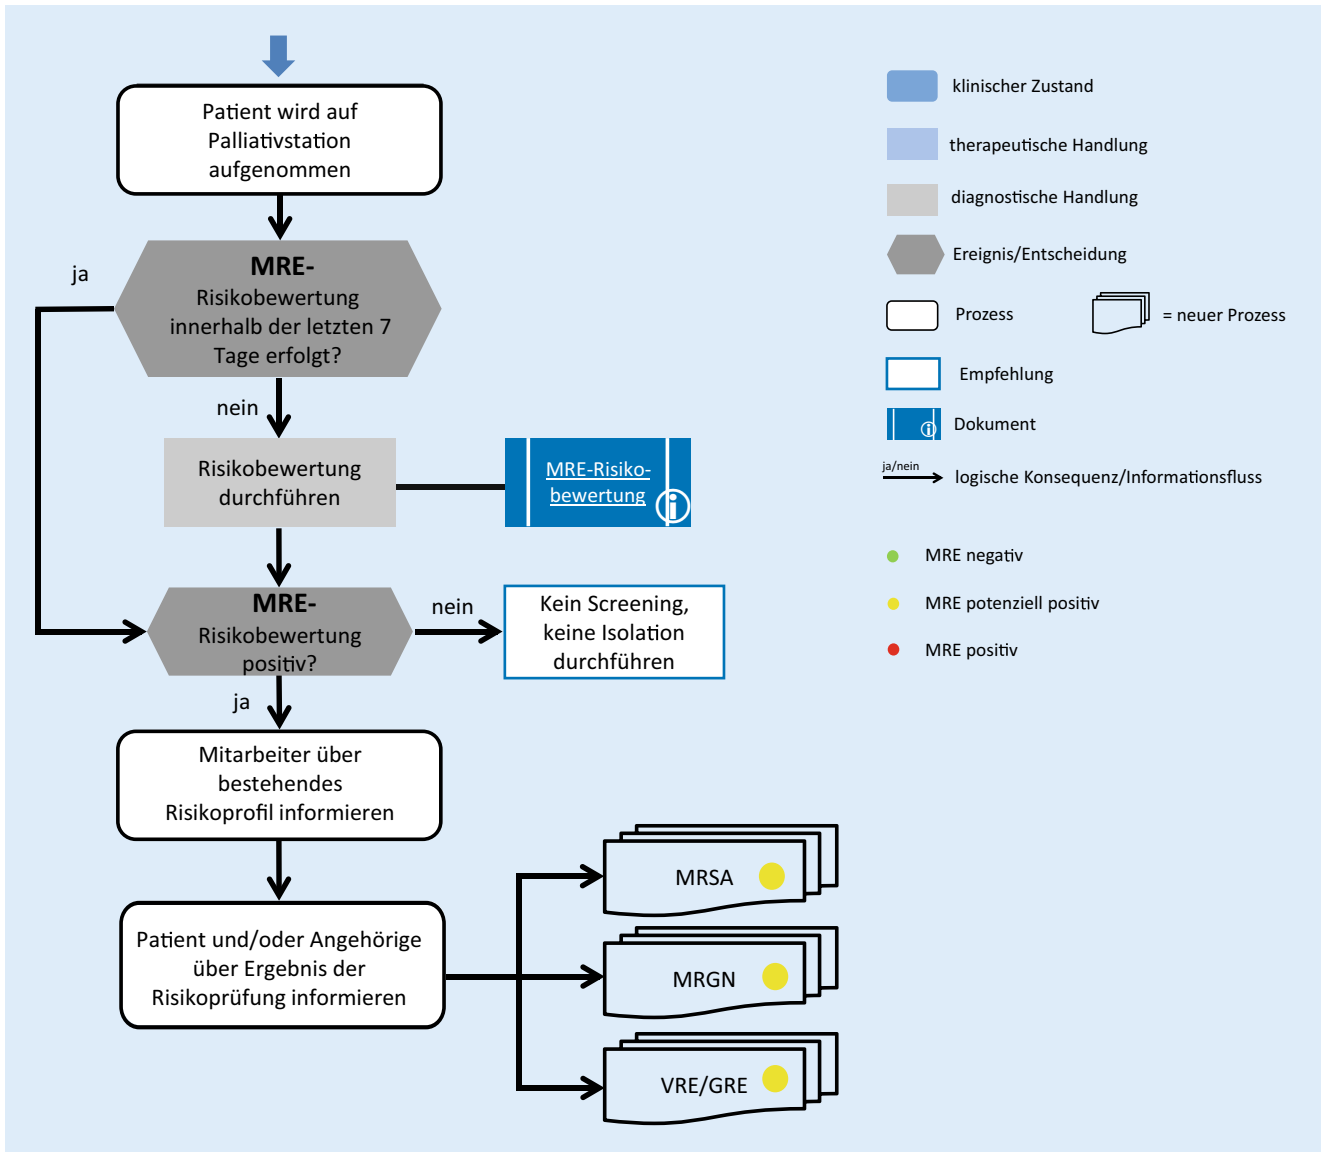 Patient wird auf
Palliativstation
aufgenommen
MRE-
Risikobewertung
innerhalb der letzten 7
Tage erfolgt?
ja
nein
Risikobewertung
durchführen
MRE-Risiko-
bewertung
MRE-
Risikobewertung
positiv?
nein
Kein Screening,
keine Isolation
durchführen
ja
Mitarbeiter über
bestehendes
Risikoprofil informieren
Patient und/oder Angehörige
über Ergebnis der
Risikoprüfung informieren
MRSA
MRGN
VRE/GRE
klinischer Zustand
therapeutische Handlung
diagnostische Handlung
Ereignis/Entscheidung
Prozess
= neuer Prozess
Empfehlung
Dokument
ja/nein
logische Konsequenz/Informationsfluss
MRE negativ
MRE potenziell positiv
MRE positiv